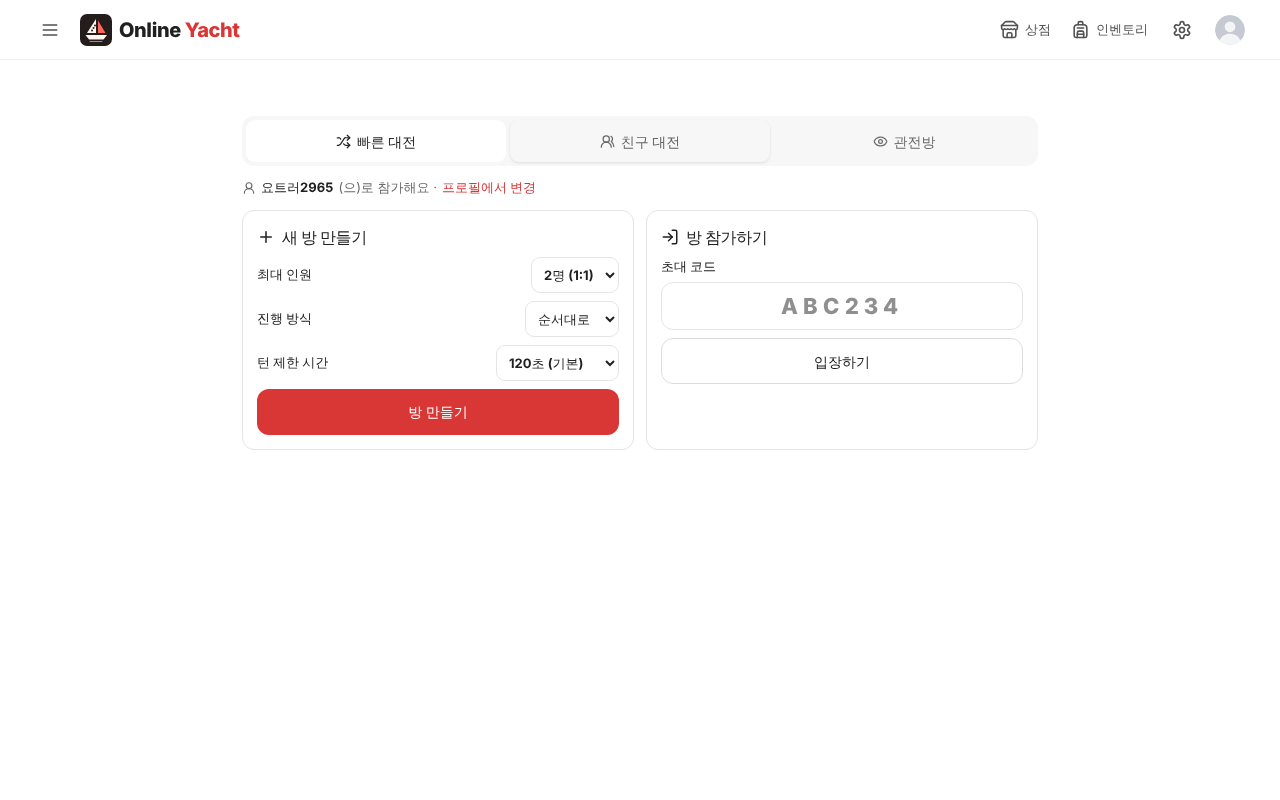 Online Yacht
상점
인벤토리
빠른 대전
친구 대전
관전방
요트러2965 (으)로 참가해요 · 프로필에서 변경
새 방 만들기
최대 인원
2명 (1:1)
진행 방식
순서대로
턴 제한 시간
120초 (기본)
방 만들기
방 참가하기
초대 코드
ABC234
입장하기